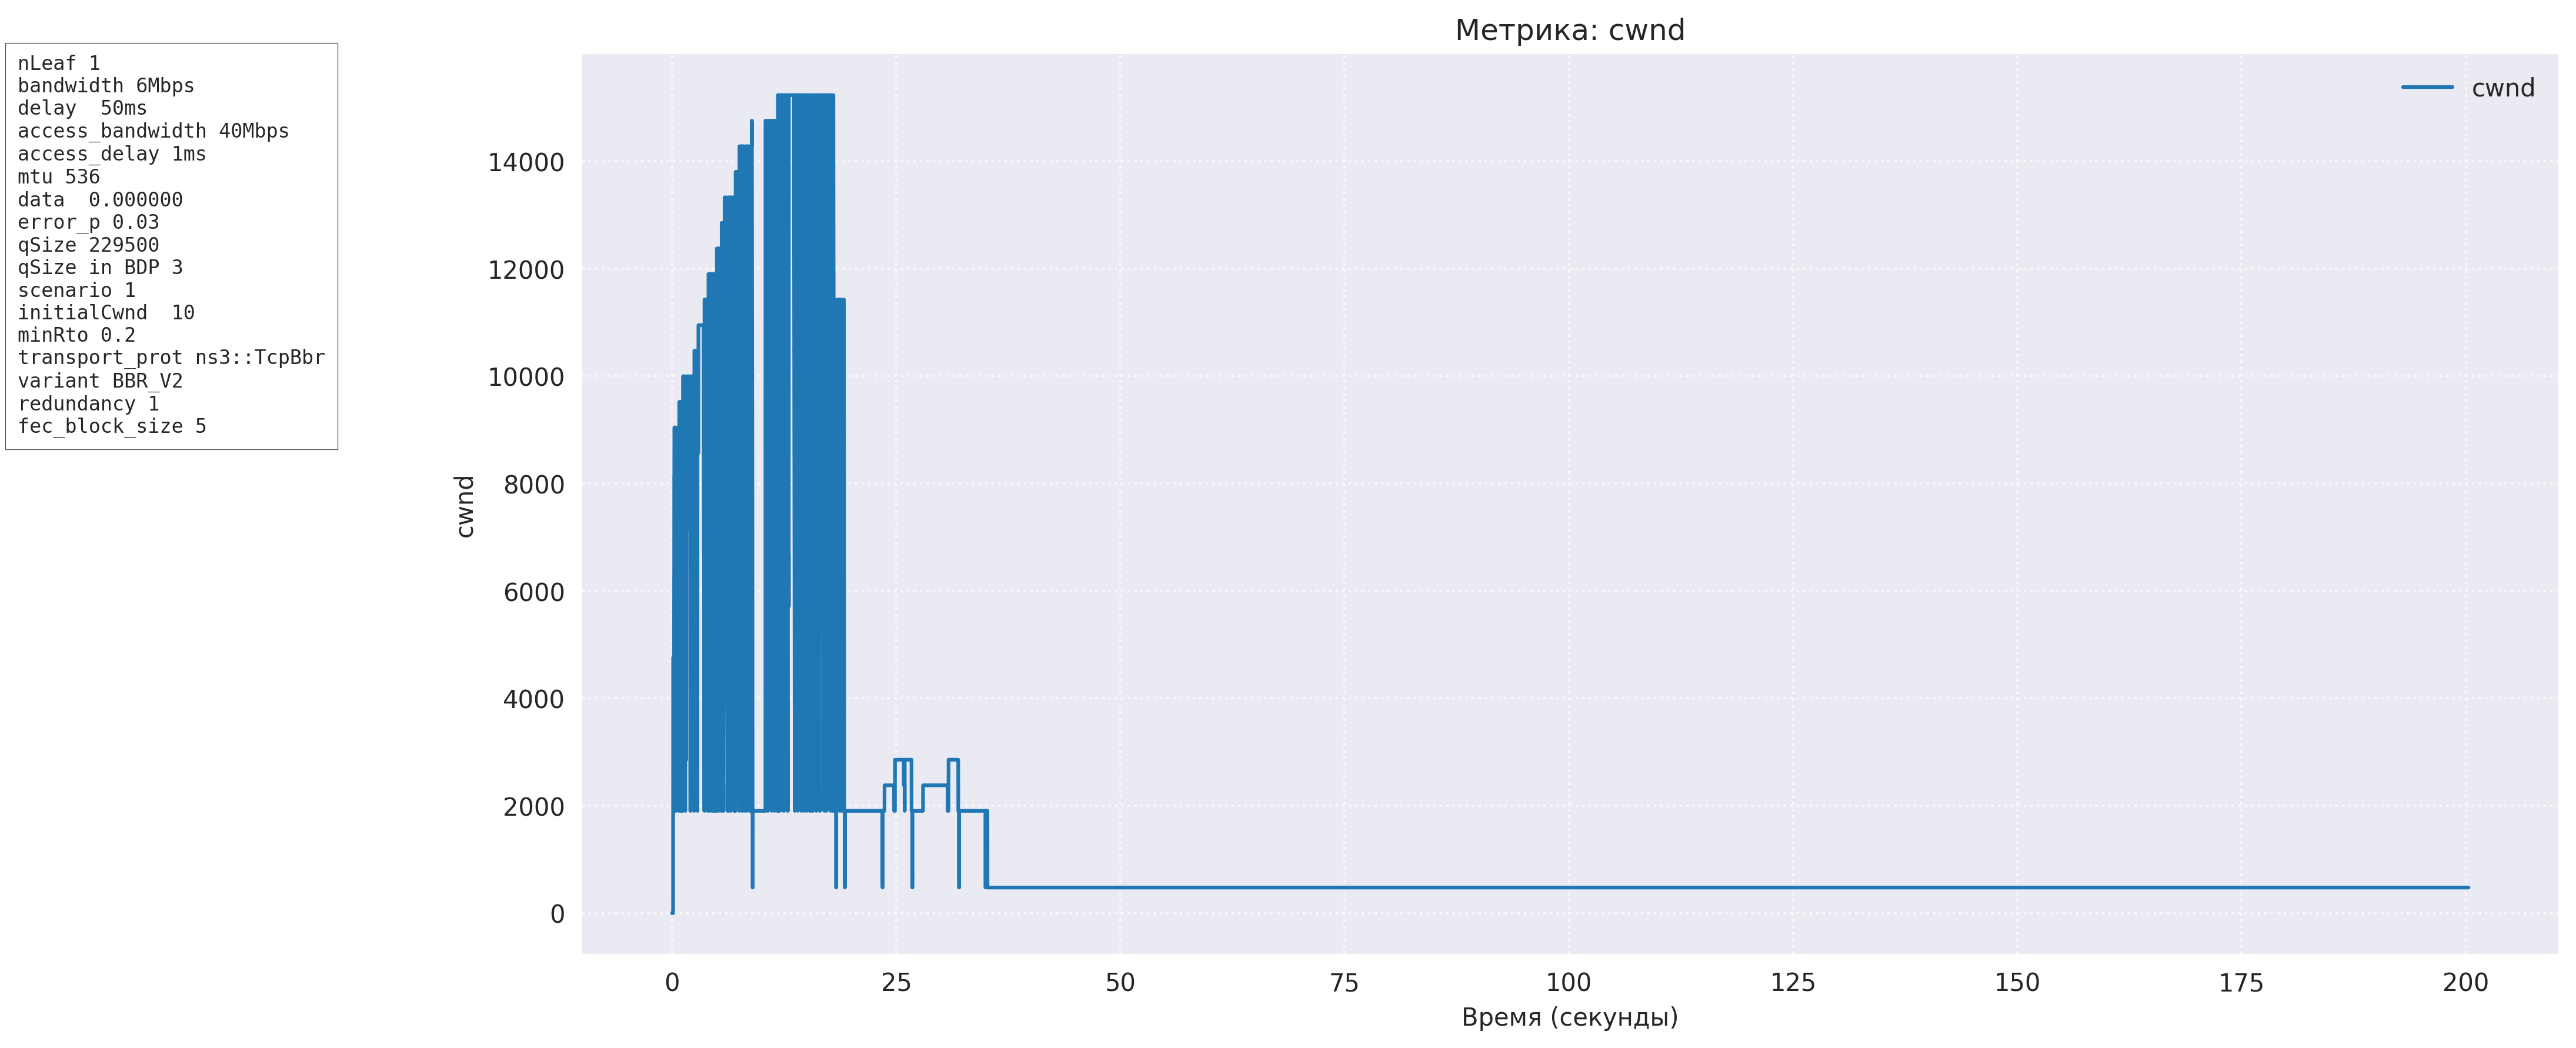 Метрика: cwnd
nLeaf 1
bandwidth 6Mbps
delay  50ms
access_bandwidth 40Mbps
access_delay 1ms
mtu 536
data  0.000000
error_p 0.03
qSize 229500
qSize in BDP 3
scenario 1
initialCwnd  10
minRto 0.2
transport_prot ns3::TcpBbr
variant BBR_V2
redundancy 1
fec_block_size 5
cwnd
cwnd
14000
12000
10000
8000
6000
4000
2000
0
0 25 50 75 100 125 150 175 200
Время (секунды)